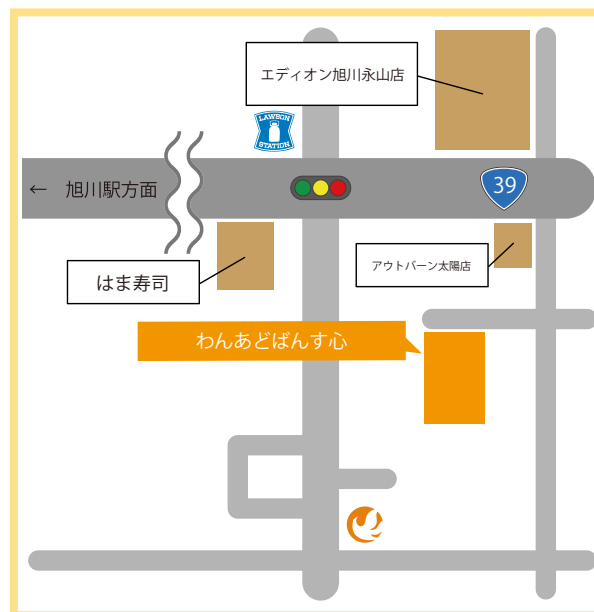 エディオン旭川永山店
LAWSON
STATION
← 旭川駅方面
39
はま寿司
アウトバーン太陽店
わんあどばんす心